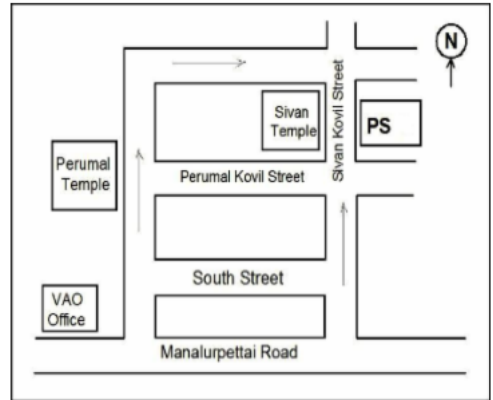 N
Sivan Kovil Street
Sivan
Temple
PS
Perumal
Temple
Perumal Kovil Street
South Street
VAO
Office
Manalurpettai Road